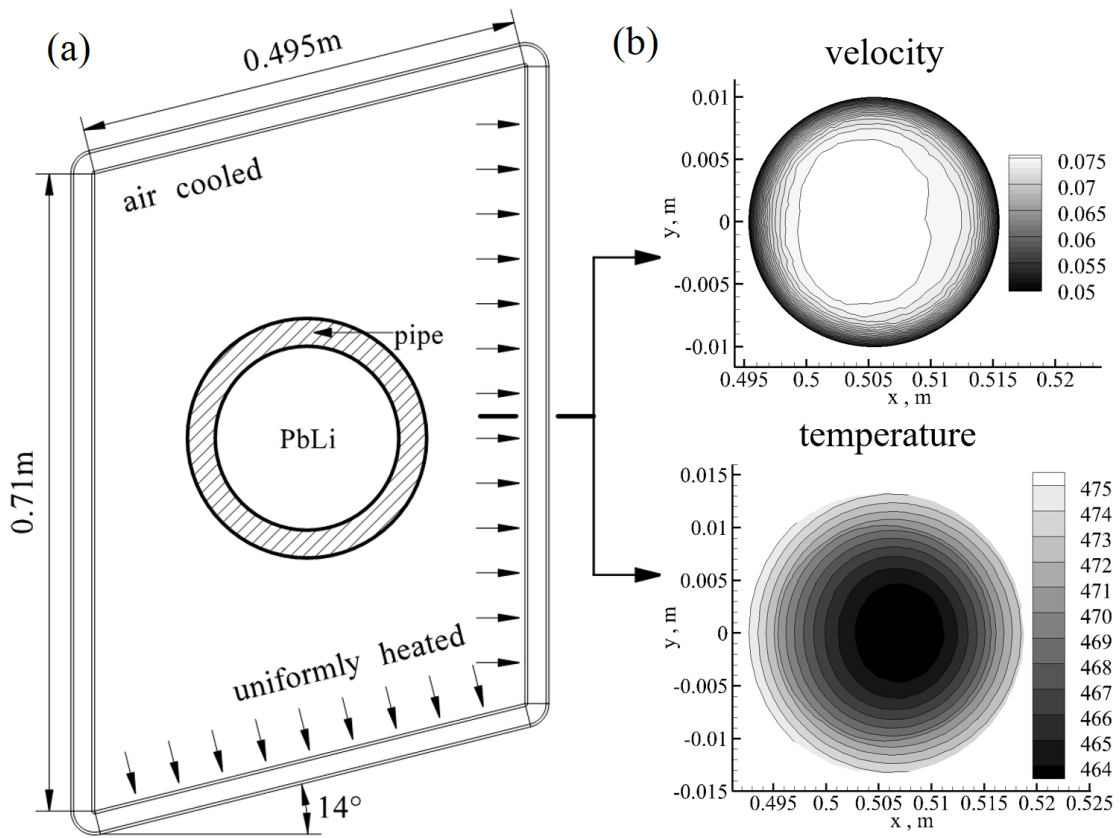 (a)
0.495m
air cooled
pipe
PbLi
0.71m
uniformly heated
14°
(b)
velocity
0.01
0.005
0
-0.005
-0.01
y, m
0.495 0.5 0.505 0.51 0.515 0.52
x , m
0.075
0.07
0.065
0.06
0.055
0.05
temperature
0.015
0.01
0.005
0
-0.005
-0.01
-0.015
y, m
0.495 0.5 0.505 0.51 0.515 0.52 0.525
x , m
475
474
473
472
471
470
469
468
467
466
465
464